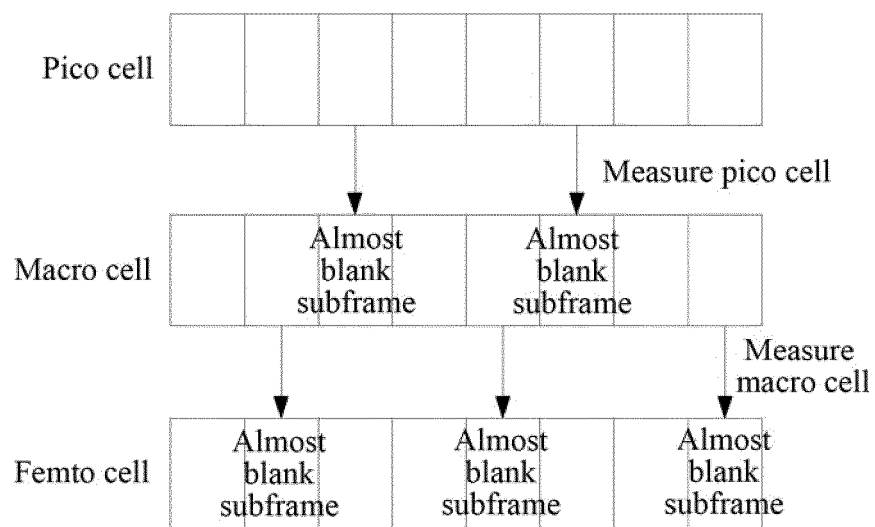 Pico cell
Measure pico cell
Macro cell
Almost
blank
subframe
Almost
blank
subframe
Measure
macro cell
Femto cell
Almost
blank
subframe
Almost
blank
subframe
Almost
blank
subframe